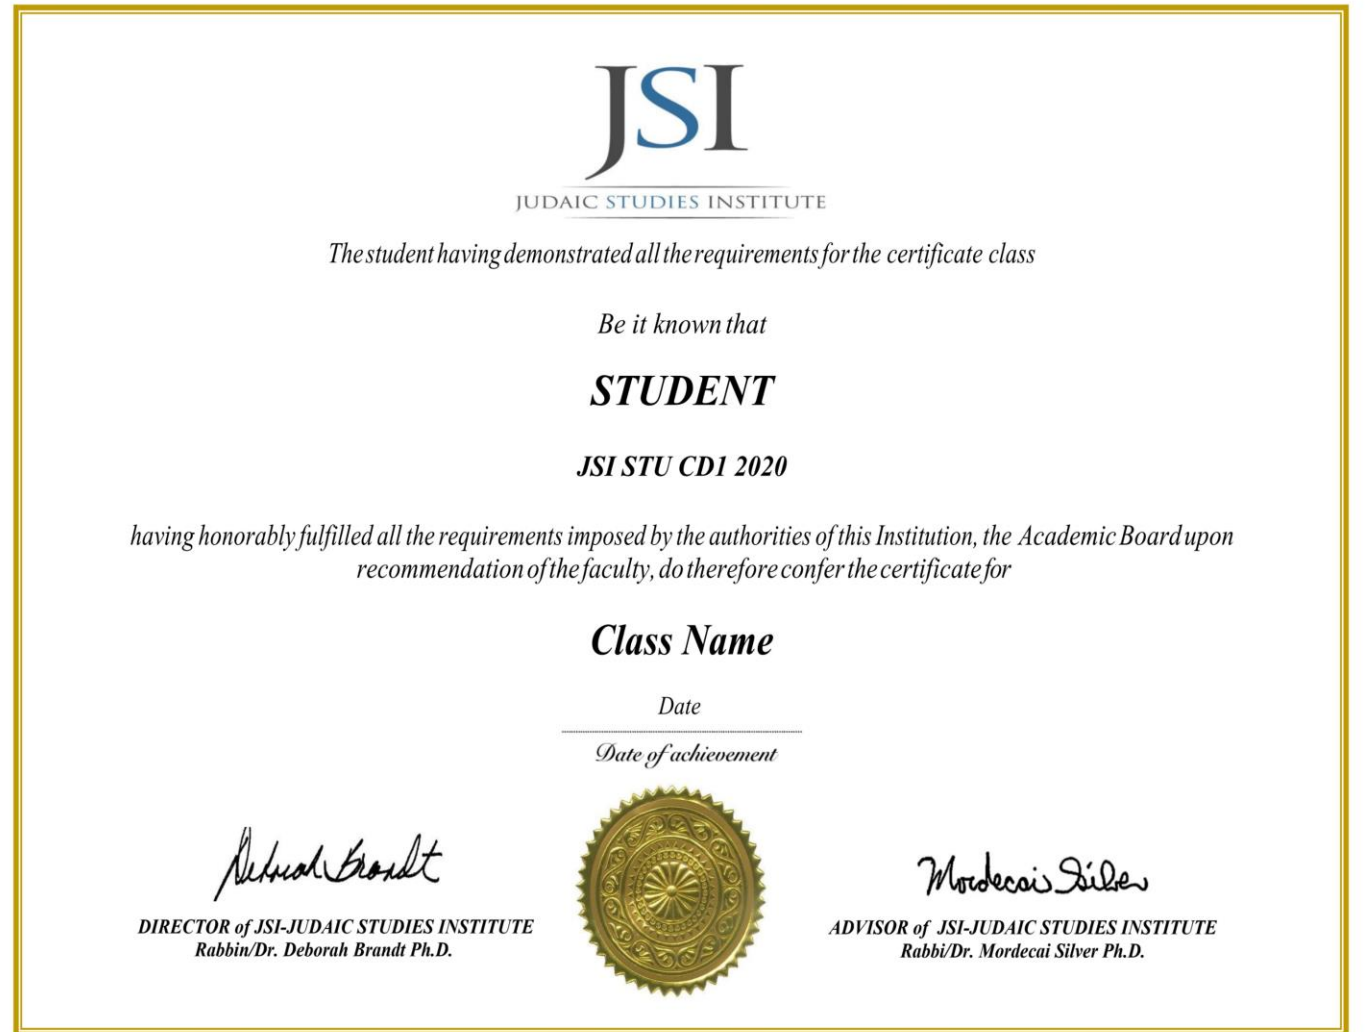 JSI
JUDAIC STUDIES INSTITUTE
The student having demonstrated all the requirements for the certificate class
Be it known that
STUDENT
JSI STU CD1 2020
having honorably fulfilled all the requirements imposed by the authorities of this Institution, the Academic Board upon
recommendation of the faculty, do therefore confer the certificate for
Class Name
Date
Date of achievement
Deborah Brandt
Mordecai Silver
DIRECTOR of JSI-JUDAIC STUDIES INSTITUTE
Rabbin/Dr. Deborah Brandt Ph.D.
ADVISOR of JSI-JUDAIC STUDIES INSTITUTE
Rabbi/Dr. Mordecai Silver Ph.D.